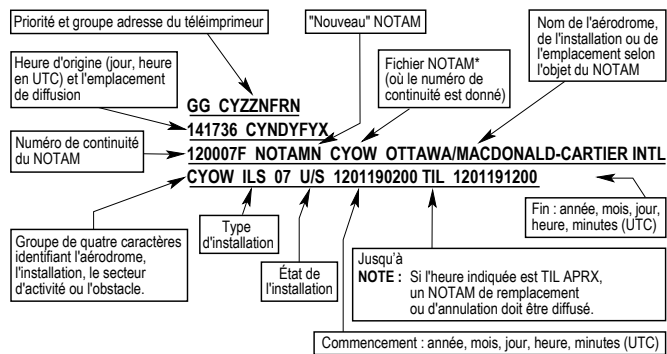 Priorité et groupe adresse du téléimprimeur
"Nouveau" NOTAM
Nom de l'aérodrome,
de l'installation ou de
l'emplacement selon
l'objet du NOTAM
Heure d'origine (jour, heure
en UTC) et l'emplacement
de diffusion
Fichier NOTAM*
(où le numéro de
continuité est donné)
Numéro de continuité
du NOTAM
GG CYZZNFRN
141736 CYNDYFYX
120007F NOTAMN CYOW OTTAWA/MACDONALD-CARTIER INTL
CYOW ILS 07 U/S 1201190200 TIL 1201191200
Groupe de quatre caractères
identifiant l'aérodrome,
l'installation, le secteur
d'activité ou l'obstacle.
Type
d'installation
État de
l'installation
Fin : année, mois, jour,
heure, minutes (UTC)
Jusqu'à
NOTE : Si l'heure indiquée est TIL APRX,
un NOTAM de remplacement
ou d'annulation doit être diffusé.
Commencement : année, mois, jour, heure, minutes (UTC)